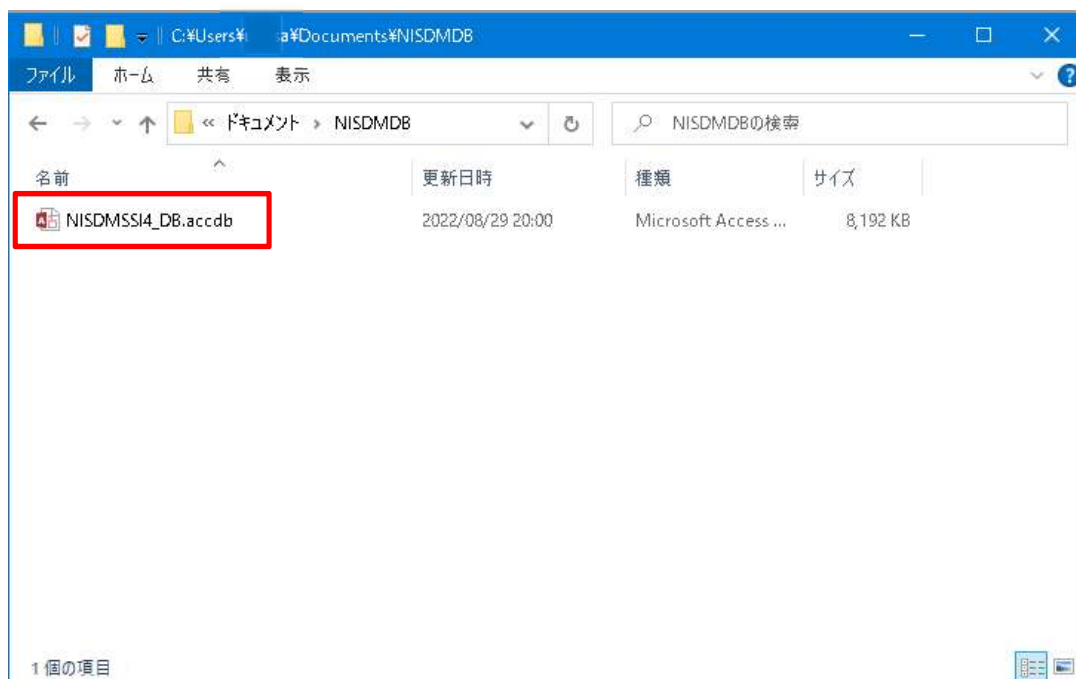 C:¥Users¥ a¥Documents¥NISDMDB
ファイル ホーム 共有 表示
« ドキュメント › NISDMDB NISDMDBの検索
名前 更新日時 種類 サイズ
NISDMSSI4_DB.accdb 2022/08/29 20:00 Microsoft Access ... 8,192 KB
1 個の項目